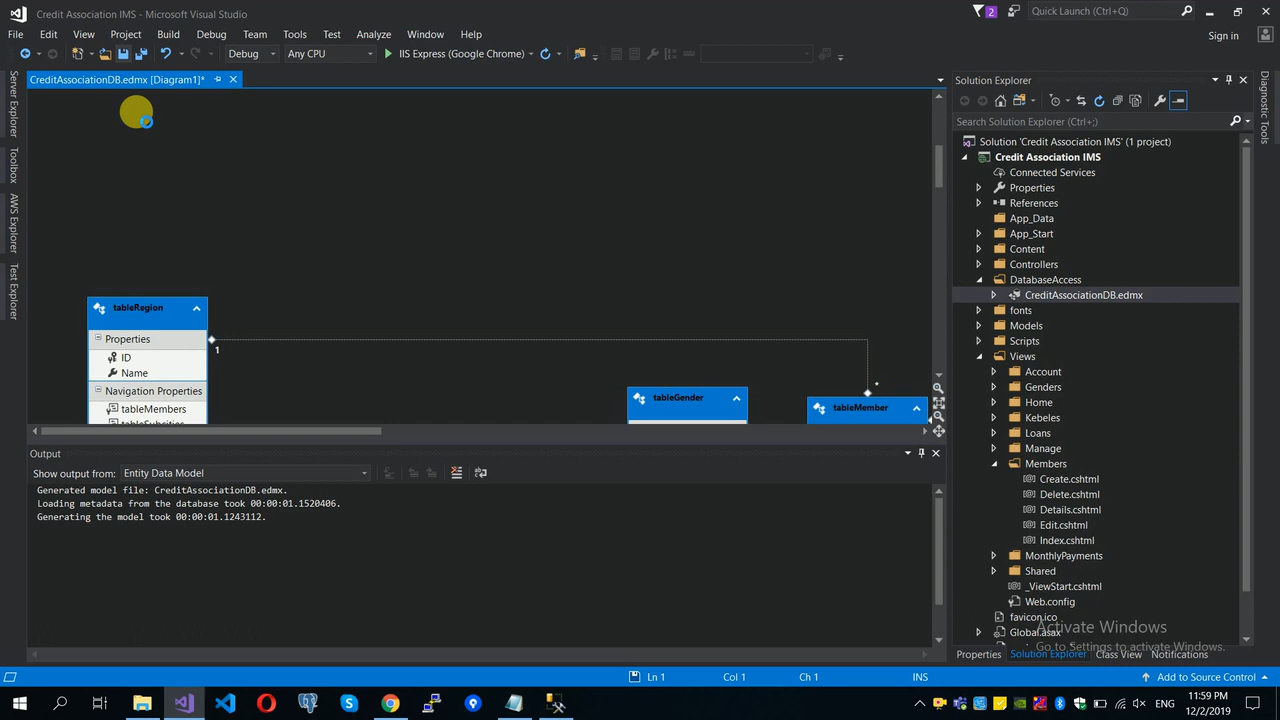 Credit Association IMS - Microsoft Visual Studio
2
Quick Launch (Ctrl+Q)
File Edit View Project Build Debug Team Tools Test Analyze Window Help
Sign in
Debug Any CPU IIS Express (Google Chrome)
CreditAssociationDB.edmx [Diagram1]*
Server Explorer
Toolbox
AWS Explorer
Test Explorer
tableRegion
Properties
ID
Name
Navigation Properties
tableMembers
tableSubcities
1
*
tableGender
tableMember
Output
Show output from: Entity Data Model
Generated model file: CreditAssociationDB.edmx.
Loading metadata from the database took 00:00:01.1520406.
Generating the model took 00:00:01.1243112.
Solution Explorer
Search Solution Explorer (Ctrl+;)
Solution 'Credit Association IMS' (1 project)
Credit Association IMS
Connected Services
Properties
References
App_Data
App_Start
Content
Controllers
DatabaseAccess
CreditAssociationDB.edmx
fonts
Models
Scripts
Views
Account
Genders
Home
Kebeles
Loans
Manage
Members
Create.cshtml
Delete.cshtml
Details.cshtml
Edit.cshtml
Index.cshtml
MonthlyPayments
Shared
_ViewStart.cshtml
Web.config
favicon.ico
Global.asax
Activate Windows
Go to Settings to activate Windows.
Properties Solution Explorer Class View Notifications
Diagnostic Tools
Ln 1 Col 1 Ch 1 INS Add to Source Control
11:59 PM
12/2/2019